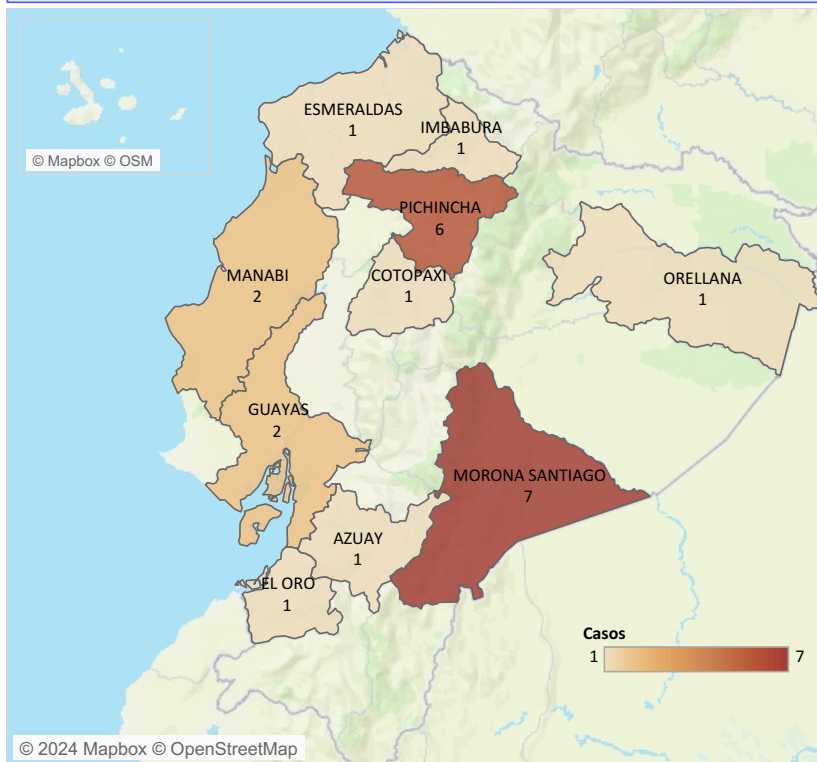 ESMERALDAS
1
IMBABURA
1
© Mapbox © OSM
PICHINCHA
6
MANABI
2
COTOPAXI
1
ORELLANA
1
GUAYAS
2
MORONA SANTIAGO
7
AZUAY
1
EL ORO
1
Casos
1 7
© 2024 Mapbox © OpenStreetMap